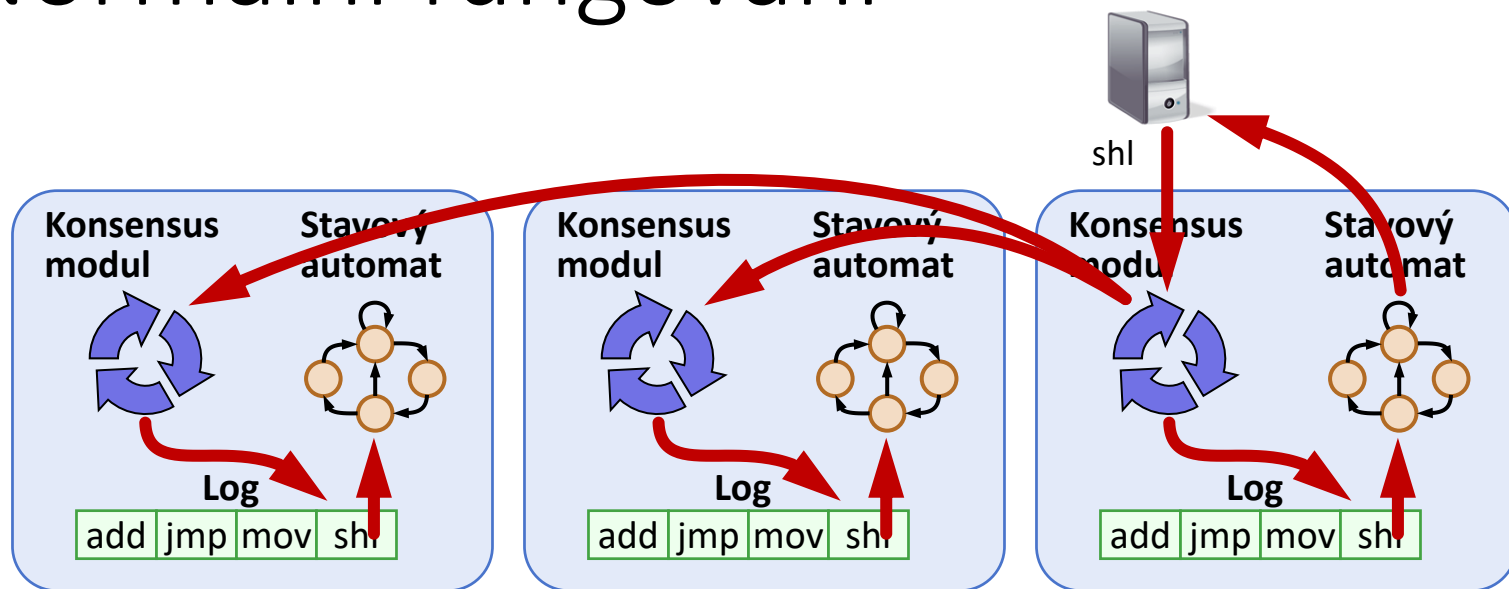 shl
Konsensus
modul
Stavový
automat
Log
add jmp mov shl
Konsensus
modul
Stavový
automat
Log
add jmp mov shl
Konsensus
modul
Stavový
automat
Log
add jmp mov shl